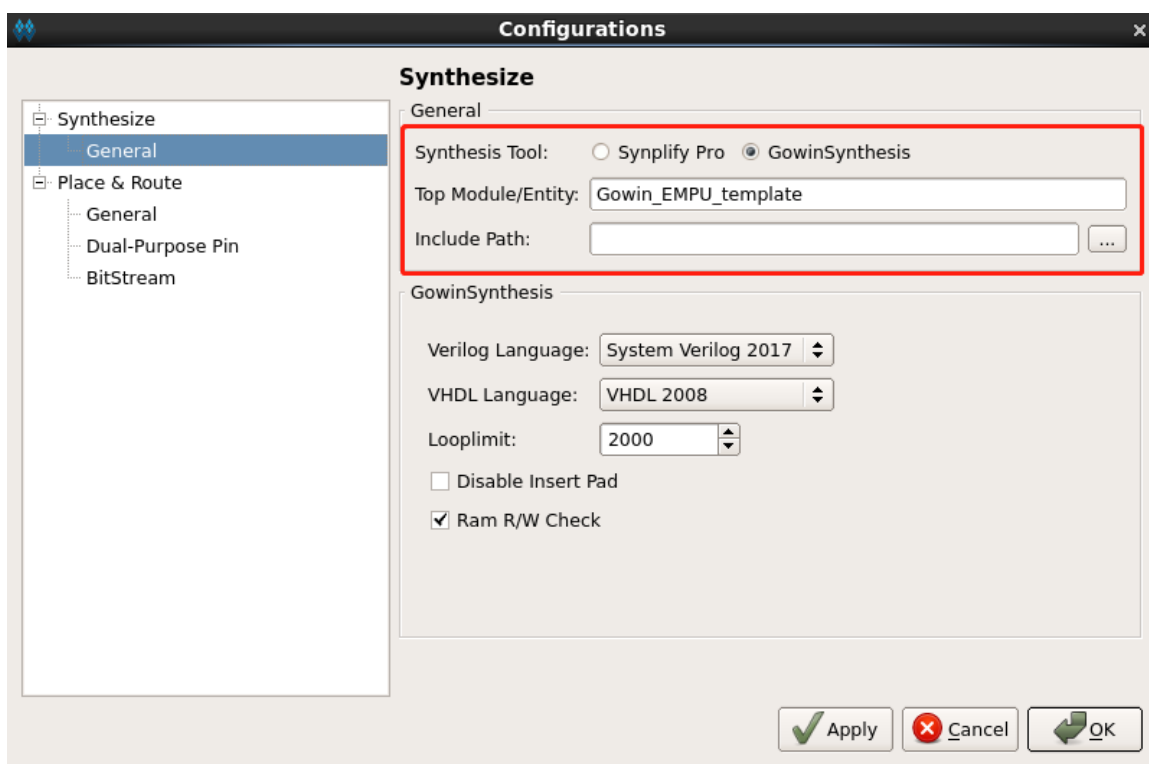 Configurations
Synthesize
Synthesize
General
Place & Route
General
Dual-Purpose Pin
BitStream
General
Synthesis Tool: Synplify Pro GowinSynthesis
Top Module/Entity: Gowin_EMPU_template
Include Path: ...
GowinSynthesis
Verilog Language: System Verilog 2017
VHDL Language: VHDL 2008
Looplimit: 2000
Disable Insert Pad
Ram R/W Check
Apply Cancel OK